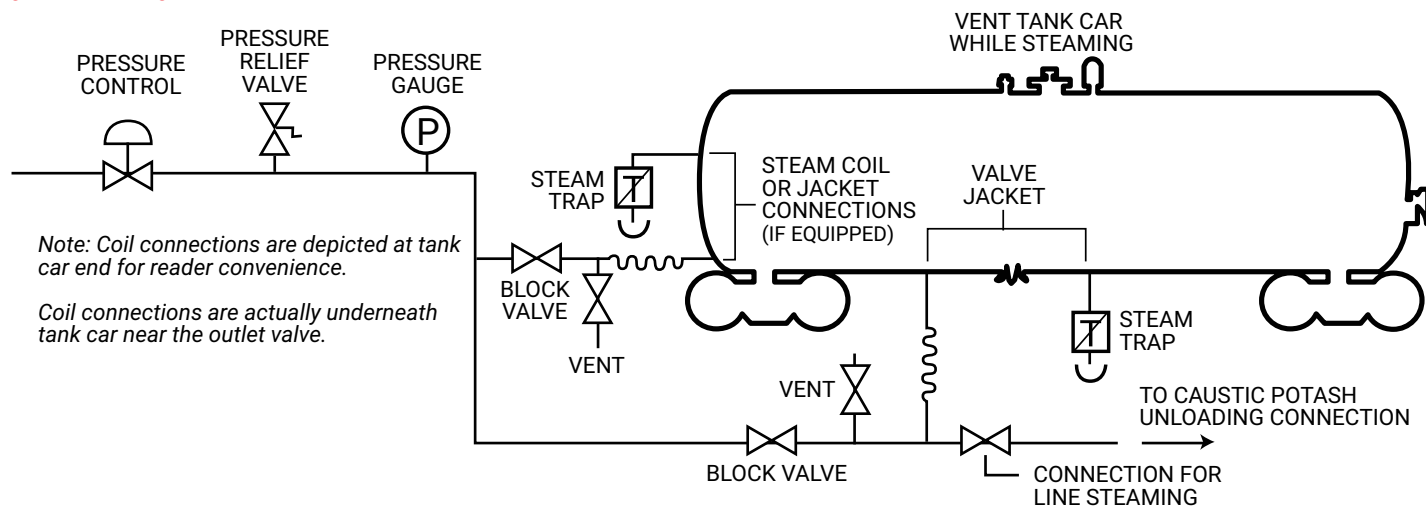 VENT TANK CAR
WHILE STEAMING
PRESSURE
CONTROL
PRESSURE
RELIEF
VALVE
PRESSURE
GAUGE
P
STEAM
TRAP
T
STEAM COIL
OR JACKET
CONNECTIONS
(IF EQUIPPED)
VALVE
JACKET
Note: Coil connections are depicted at tank
car end for reader convenience.
Coil connections are actually underneath
tank car near the outlet valve.
BLOCK
VALVE
VENT
T
STEAM
TRAP
VENT
TO CAUSTIC POTASH
UNLOADING CONNECTION
BLOCK VALVE
CONNECTION FOR
LINE STEAMING